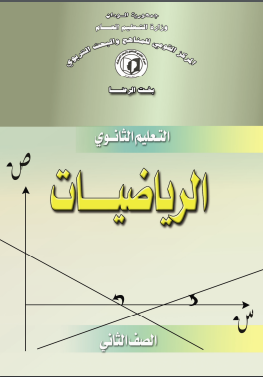 جمهورية السودان
وزارة التعليم العام
المركز القومي للمناهج والبحث التربوي
بخت الرضا
التعليم الثانوي
ص
الرياضيات
س
الصف الثاني